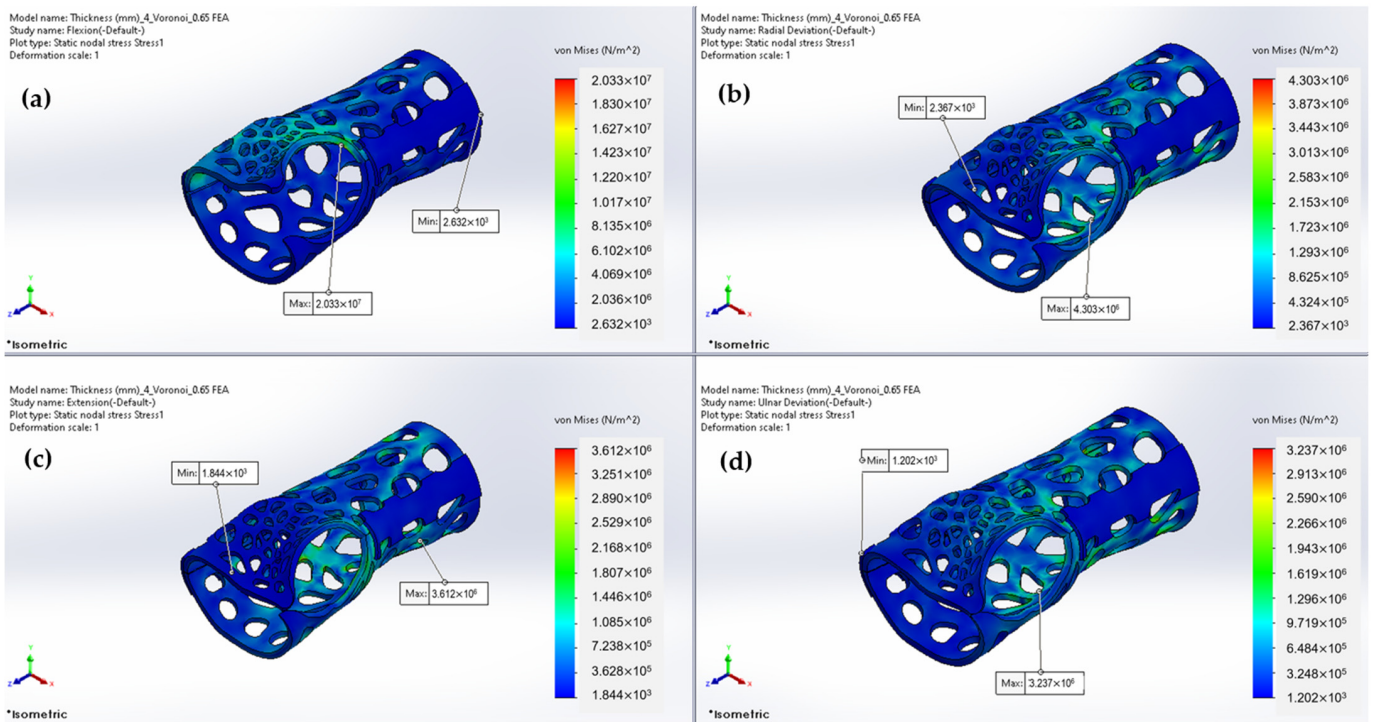 Model name: Thickness (mm)_4_Voronoi_0.65 FEA
Study name: Flexion(-Default-)
Plot type: Static nodal stress Stress1
Deformation scale: 1
(a)
von Mises (N/m^2)
2.033×10⁷
1.830×10⁷
1.627×10⁷
1.423×10⁷
1.220×10⁷
1.017×10⁷
8.135×10⁶
6.102×10⁶
4.069×10⁶
2.036×10⁶
2.632×10³
Min: 2.632×10³
Max: 2.033×10⁷
Y
Z
X
*Isometric
Model name: Thickness (mm)_4_Voronoi_0.65 FEA
Study name: Radial Deviation(-Default-)
Plot type: Static nodal stress Stress1
Deformation scale: 1
(b)
von Mises (N/m^2)
4.303×10⁶
3.873×10⁶
3.443×10⁶
3.013×10⁶
2.583×10⁶
2.153×10⁶
1.723×10⁶
1.293×10⁶
8.625×10⁵
4.324×10⁵
2.367×10³
Min: 2.367×10³
Max: 4.303×10⁶
Y
Z
X
*Isometric
Model name: Thickness (mm)_4_Voronoi_0.65 FEA
Study name: Extension(-Default-)
Plot type: Static nodal stress Stress1
Deformation scale: 1
(c)
von Mises (N/m^2)
3.612×10⁶
3.251×10⁶
2.890×10⁶
2.529×10⁶
2.168×10⁶
1.807×10⁶
1.446×10⁶
1.085×10⁶
7.238×10⁵
3.628×10⁵
1.844×10³
Min: 1.844×10³
Max: 3.612×10⁶
Y
Z
X
*Isometric
Model name: Thickness (mm)_4_Voronoi_0.65 FEA
Study name: Ulnar Deviation(-Default-)
Plot type: Static nodal stress Stress1
Deformation scale: 1
(d)
von Mises (N/m^2)
3.237×10⁶
2.913×10⁶
2.590×10⁶
2.266×10⁶
1.943×10⁶
1.619×10⁶
1.296×10⁶
9.719×10⁵
6.484×10⁵
3.248×10⁵
1.202×10³
Min: 1.202×10³
Max: 3.237×10⁶
Y
Z
X
*Isometric